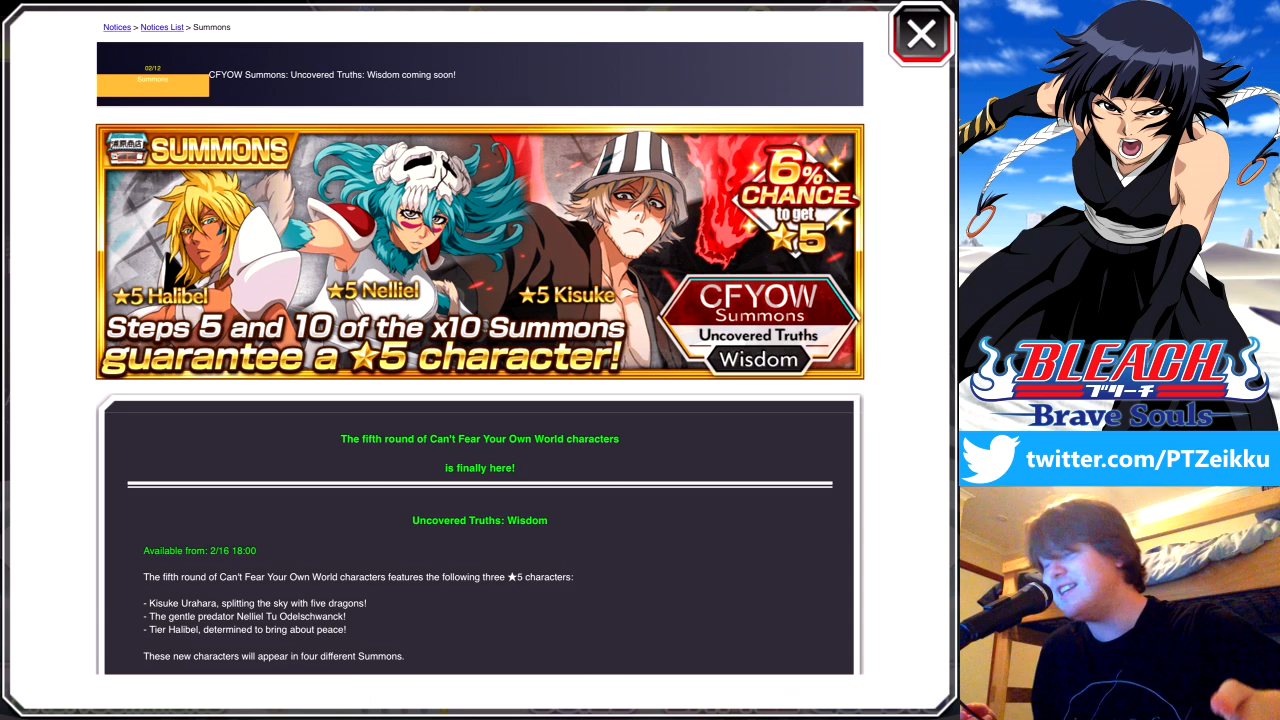 Notices > Notices List > Summons
02/12
Summons
CFYOW Summons: Uncovered Truths: Wisdom coming soon!
SUMMONS
6% CHANCE
to get
★5
★5 Halibel
★5 Nelliel
★5 Kisuke
CFYOW
Summons
Uncovered Truths
Wisdom
Steps 5 and 10 of the x10 Summons
guarantee a ★5 character!
The fifth round of Can't Fear Your Own World characters
is finally here!
Uncovered Truths: Wisdom
Available from: 2/16 18:00
The fifth round of Can't Fear Your Own World characters features the following three ★5 characters:
- Kisuke Urahara, splitting the sky with five dragons!
- The gentle predator Nelliel Tu Odelschwanck!
- Tier Halibel, determined to bring about peace!
These new characters will appear in four different Summons.
BLEACH
ブリーチ
Brave Souls
twitter.com/PTZeikku